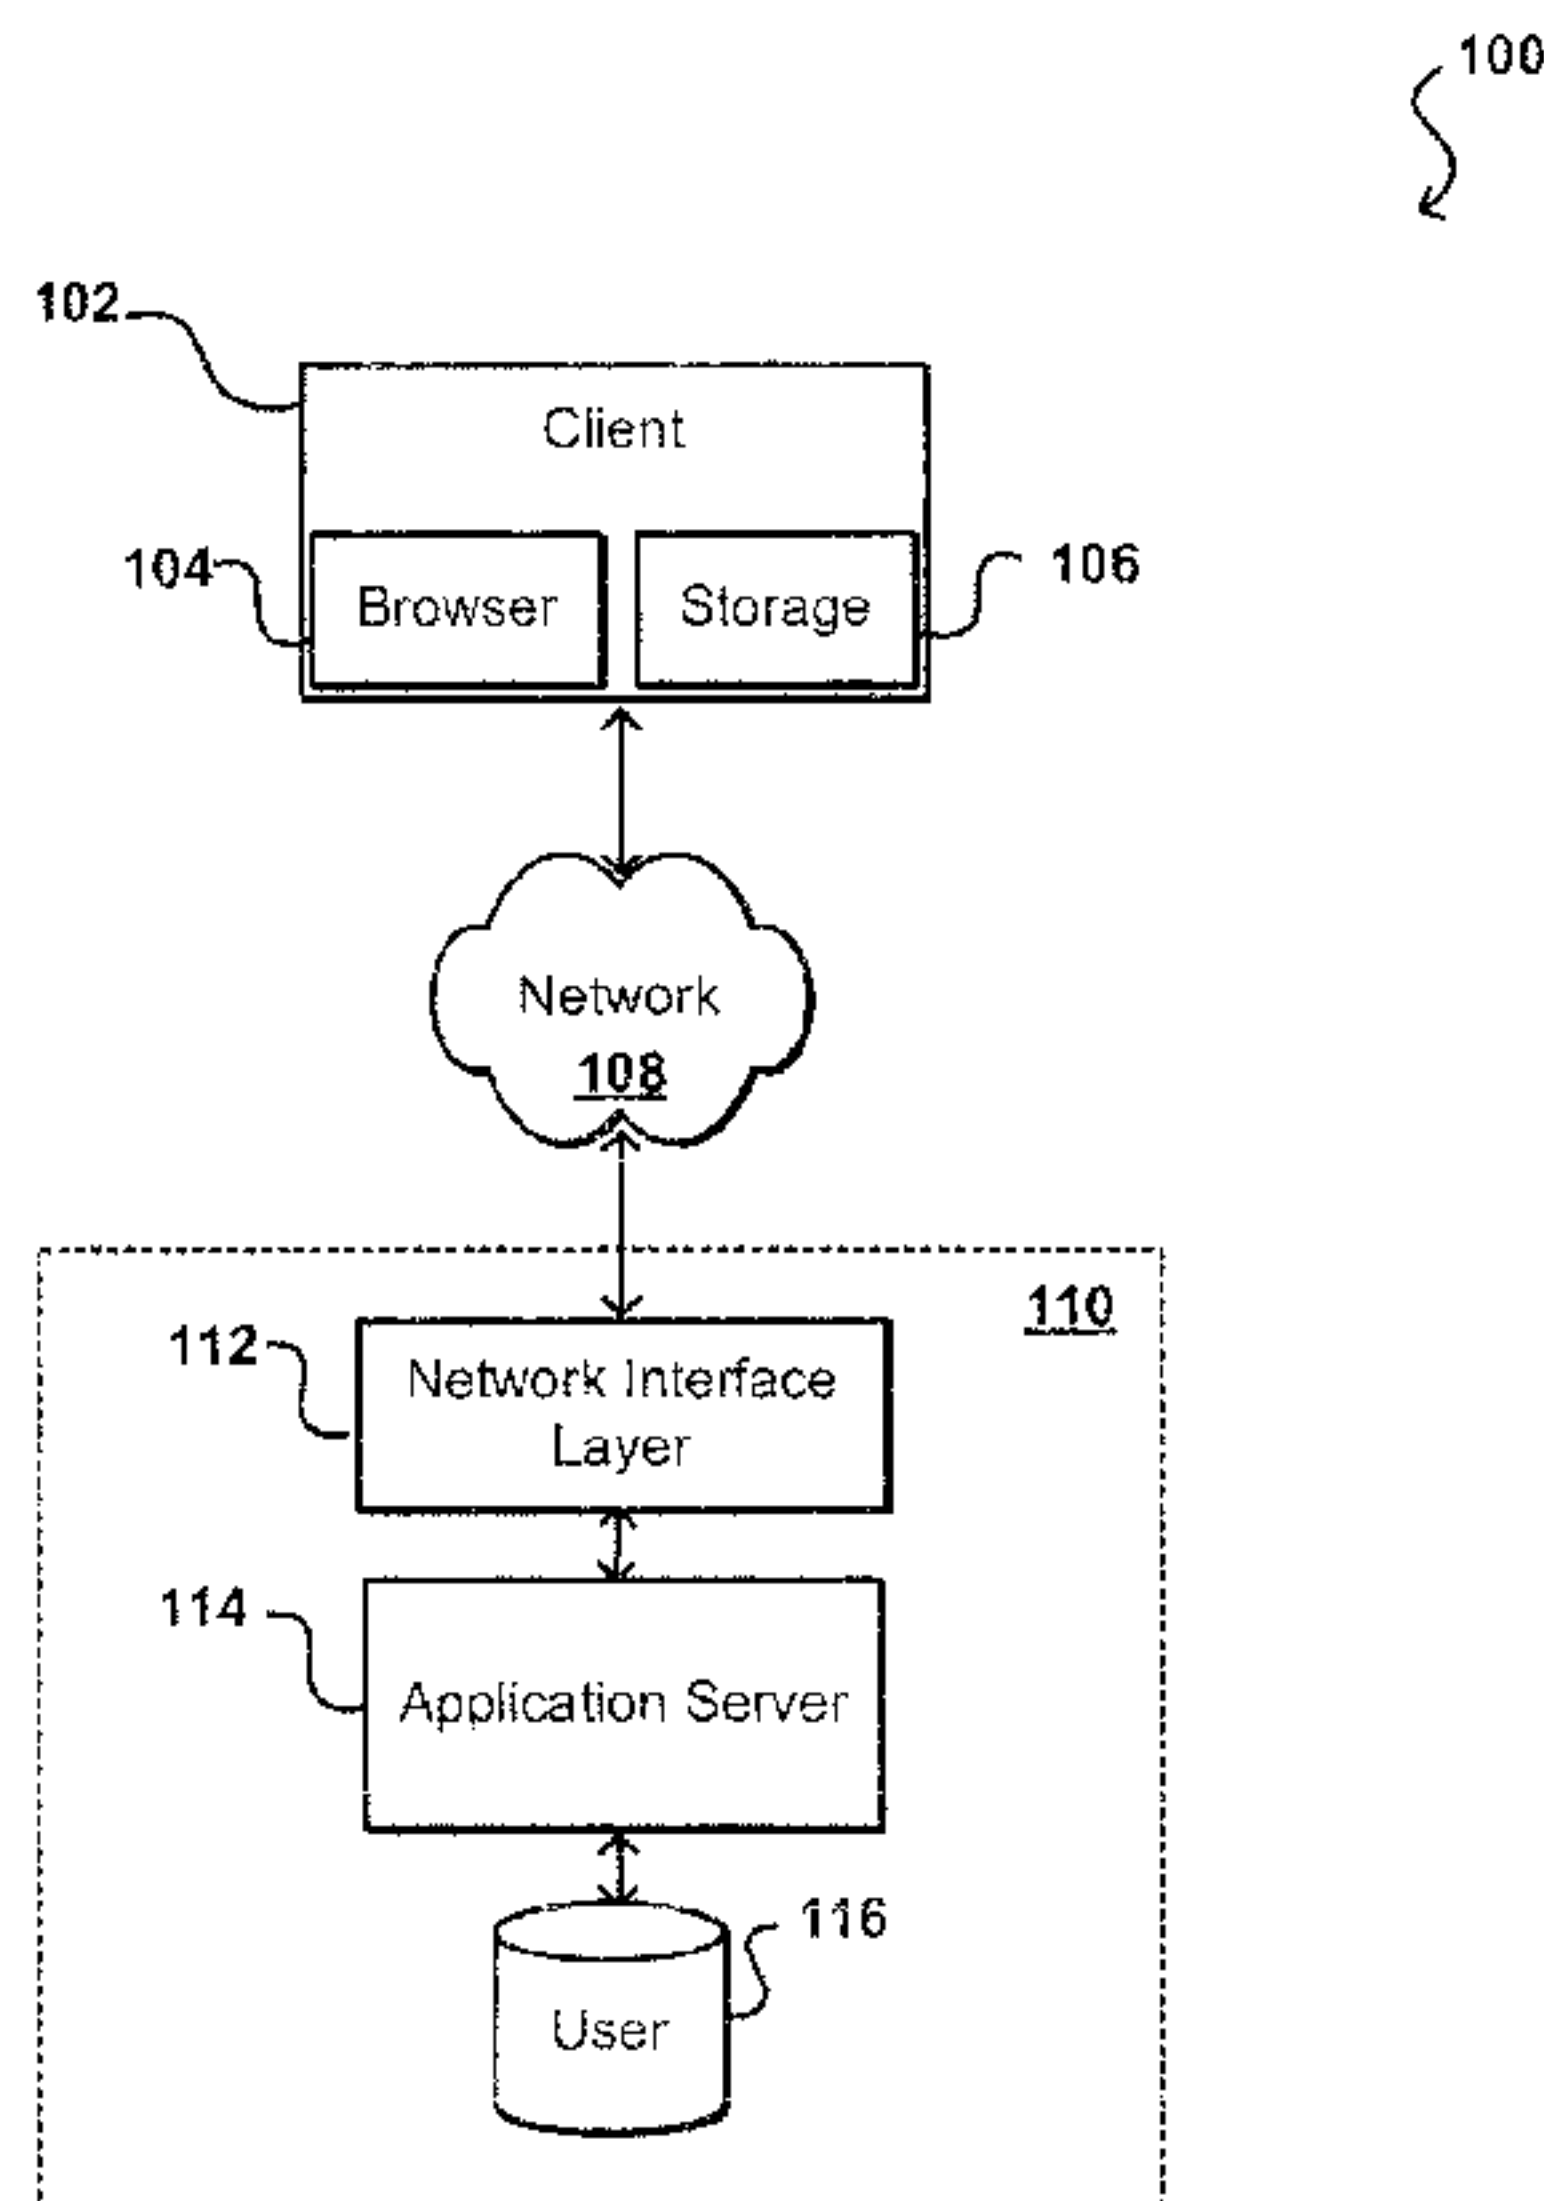 100
102
Client
104
Browser
Storage
106
Network
108
110
112
Network Interface
Layer
114
Application Server
116
User